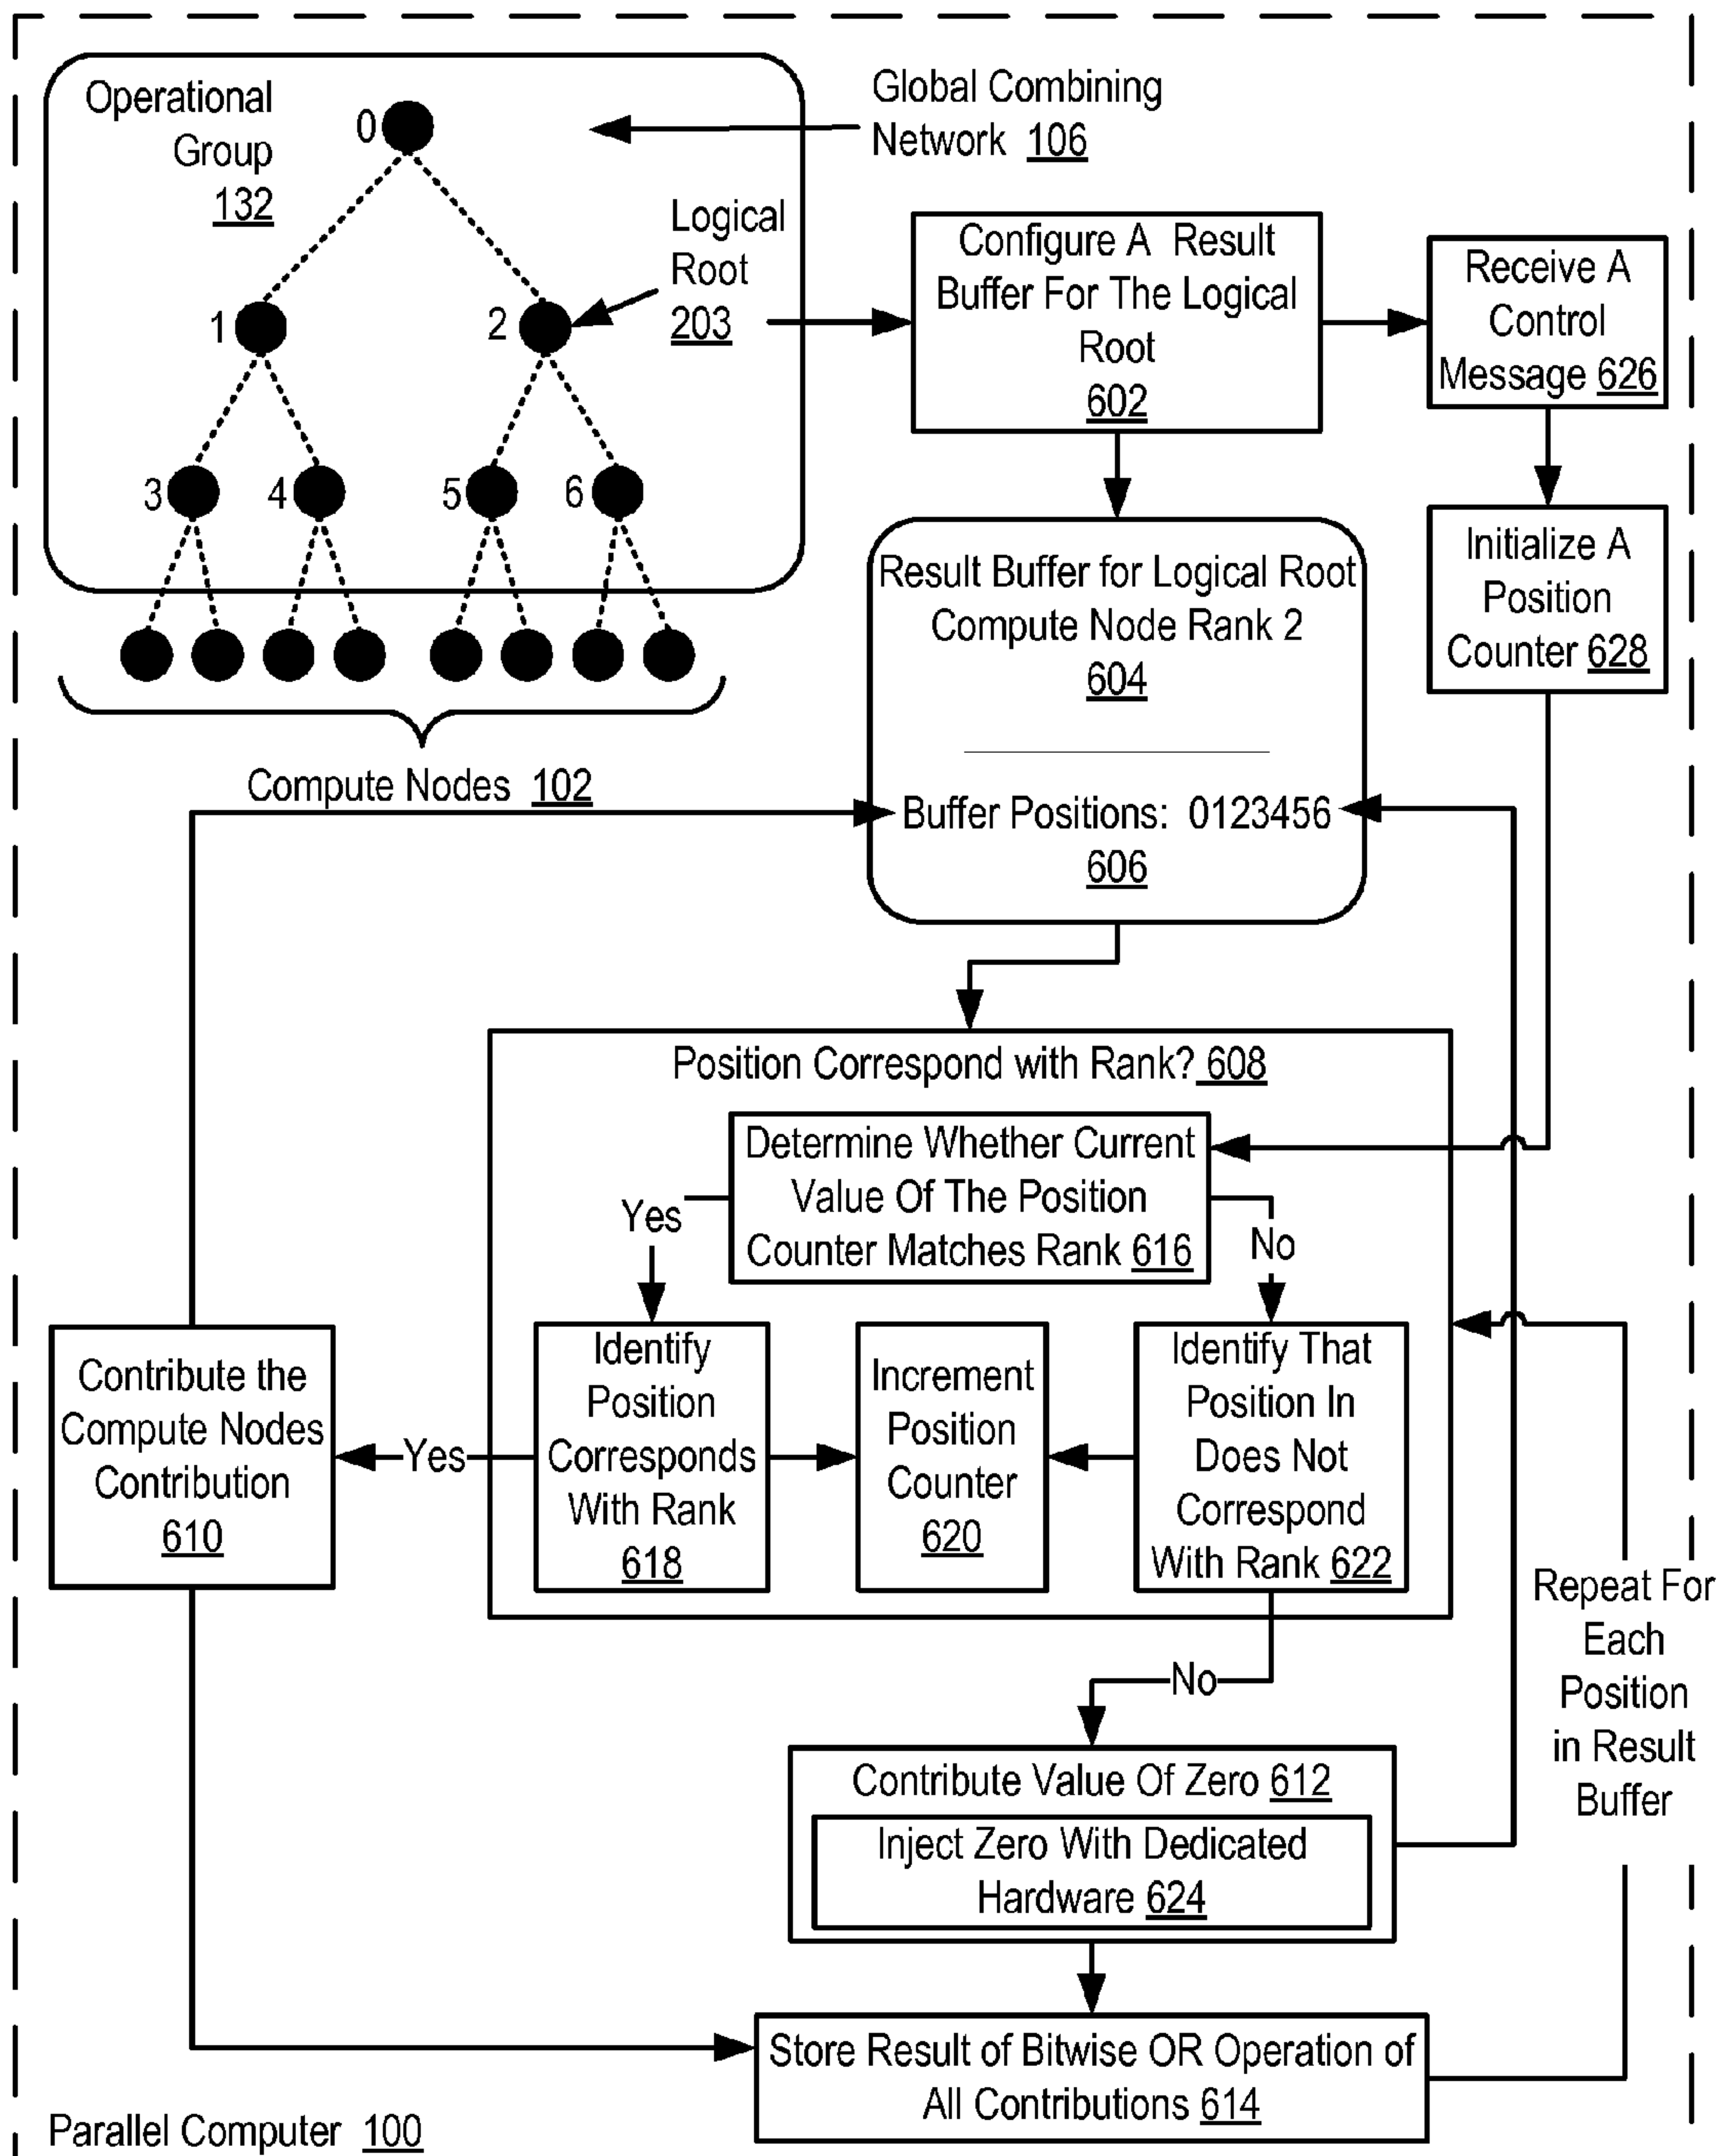 Operational
Group
132
0
Global Combining
Network 106
Logical
Root
203
1
2
3
4
5
6
Compute Nodes 102
Configure A Result
Buffer For The Logical
Root
602
Receive A
Control
Message 626
Initialize A
Position
Counter 628
Result Buffer for Logical Root
Compute Node Rank 2
604
Buffer Positions: 0123456
606
Position Correspond with Rank? 608
Determine Whether Current
Value Of The Position
Counter Matches Rank 616
Yes
No
Identify
Position
Corresponds
With Rank
618
Increment
Position
Counter
620
Identify That
Position In
Does Not
Correspond
With Rank 622
Yes
Contribute the
Compute Nodes
Contribution
610
No
Contribute Value Of Zero 612
Inject Zero With Dedicated
Hardware 624
Repeat For
Each
Position
in Result
Buffer
Store Result of Bitwise OR Operation of
All Contributions 614
Parallel Computer 100